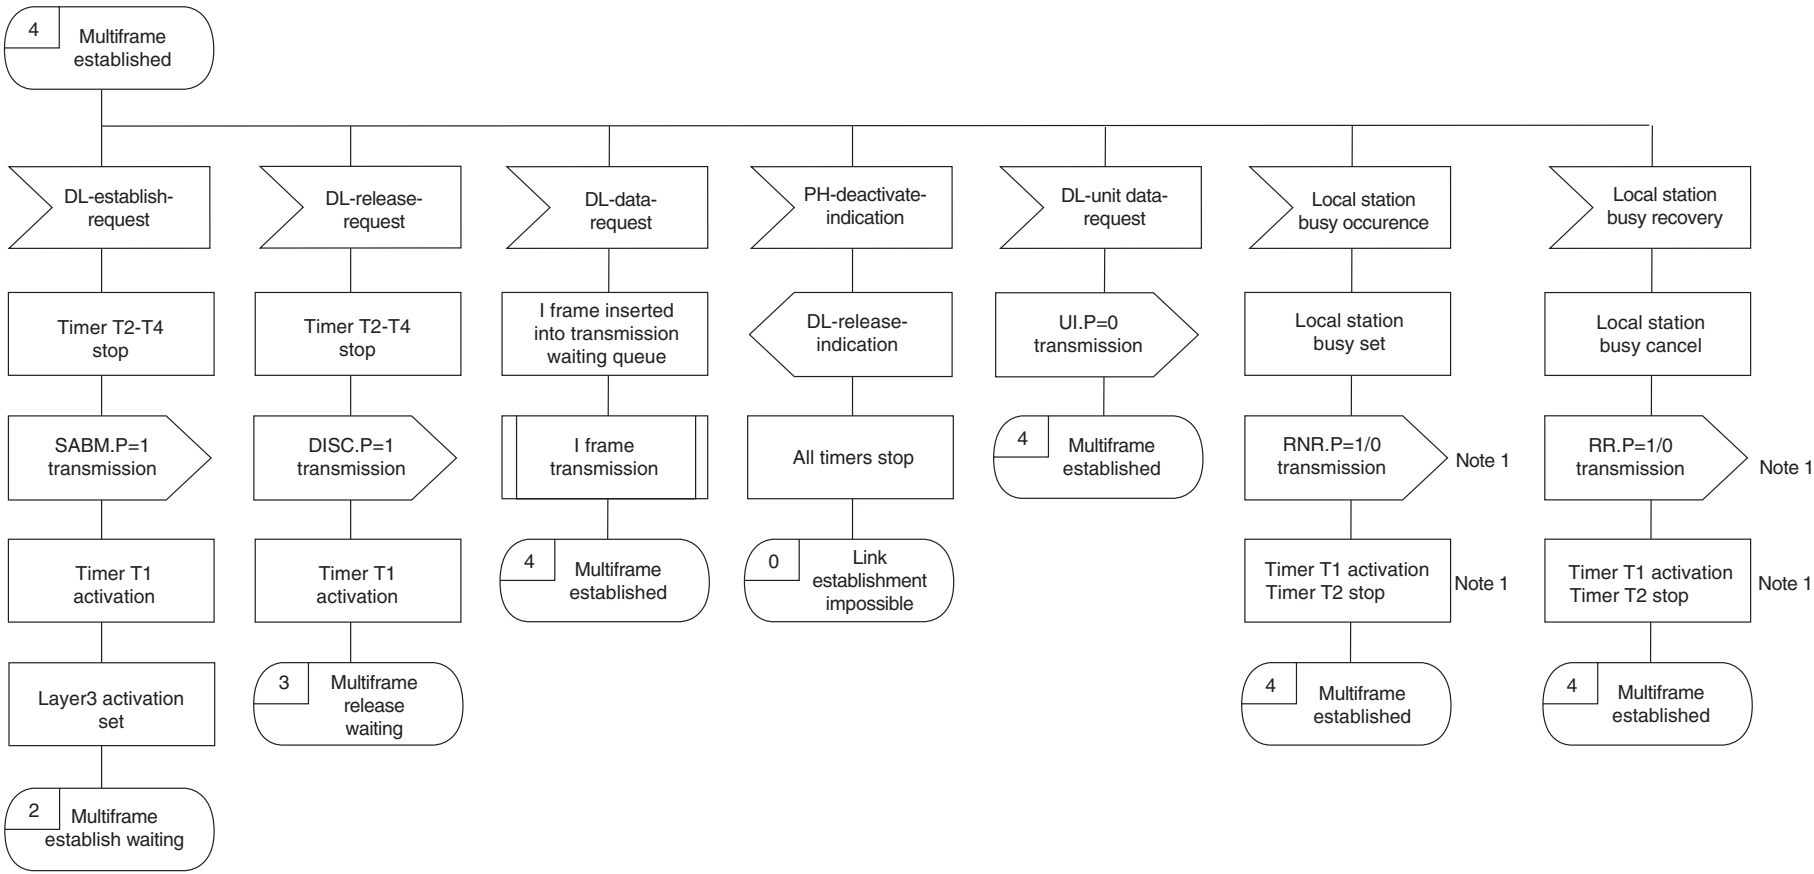 4
Multiframe
established
DL-establish-
request
Timer T2-T4
stop
SABM.P=1
transmission
Timer T1
activation
Layer3 activation
set
2
Multiframe
establish waiting
DL-release-
request
Timer T2-T4
stop
DISC.P=1
transmission
Timer T1
activation
3
Multiframe
release
waiting
DL-data-
request
I frame inserted
into transmission
waiting queue
I frame
transmission
4
Multiframe
established
PH-deactivate-
indication
DL-release-
indication
All timers stop
0
Link
establishment
impossible
DL-unit data-
request
UI.P=0
transmission
4
Multiframe
established
Local station
busy occurence
Local station
busy set
RNR.P=1/0
transmission
Note 1
Timer T1 activation
Timer T2 stop
Note 1
4
Multiframe
established
Local station
busy recovery
Local station
busy cancel
RR.P=1/0
transmission
Note 1
Timer T1 activation
Timer T2 stop
Note 1
4
Multiframe
established